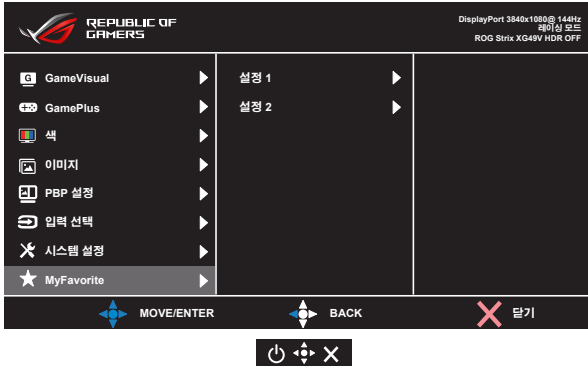 REPUBLIC OF
GAMERS
DisplayPort 3840x1080@ 144Hz
레이싱 모드
ROG Strix XG49V HDR OFF
G GameVisual
GamePlus
색
이미지
PBP 설정
입력 선택
시스템 설정
MyFavorite
설정 1
설정 2
MOVE/ENTER
BACK
닫기